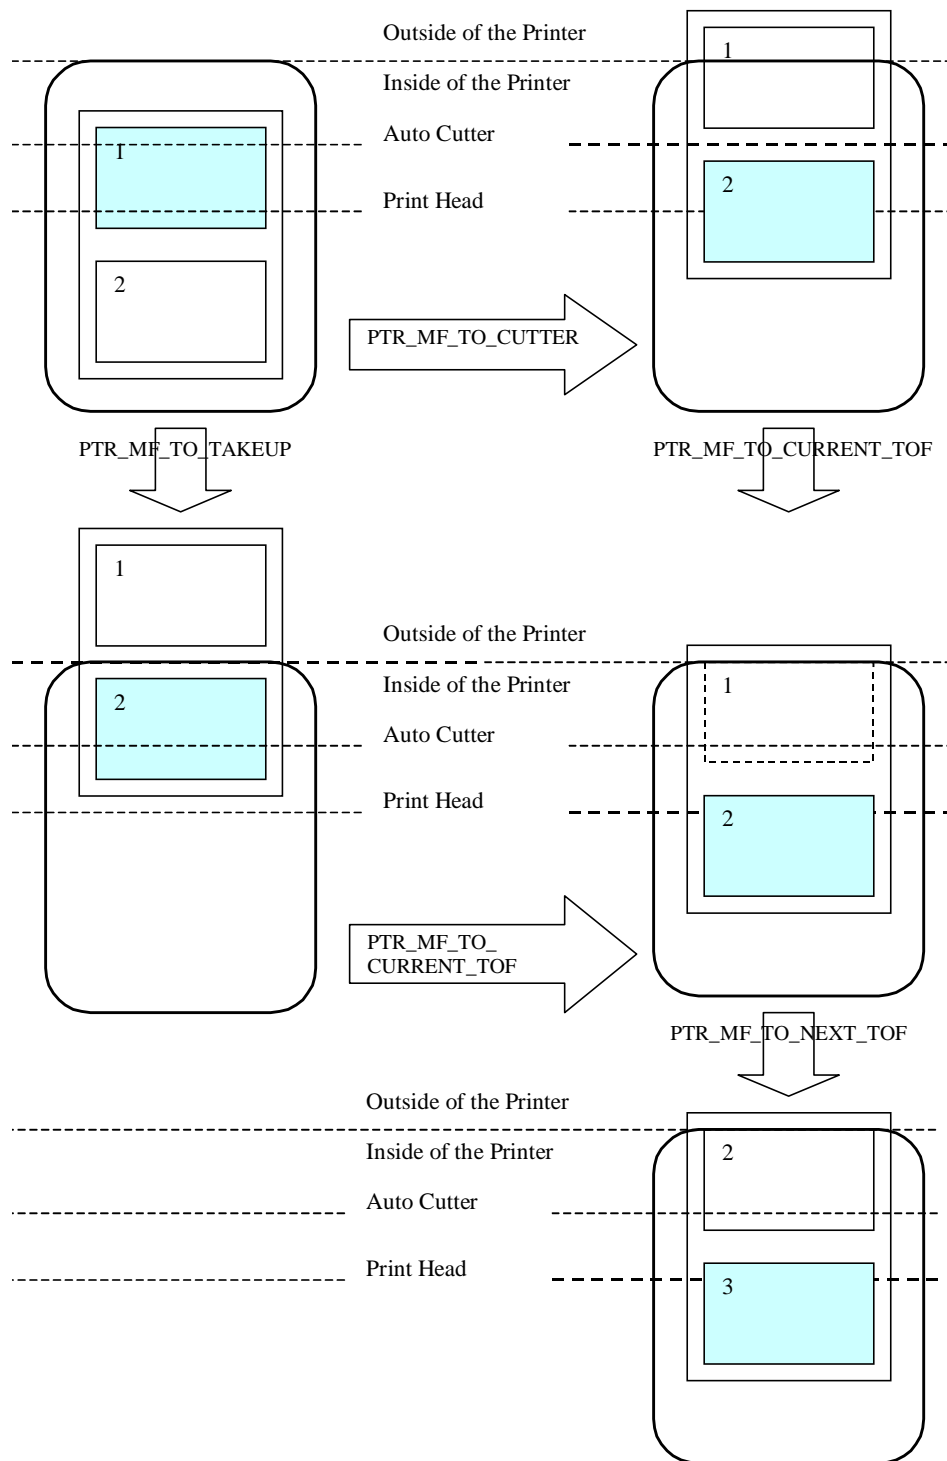 Outside of the Printer
1
Inside of the Printer
Auto Cutter
1
2
Print Head
2
PTR_MF_TO_CUTTER
PTR_MF_TO_TAKEUP
PTR_MF_TO_CURRENT_TOF
1
Outside of the Printer
Inside of the Printer
1
2
Auto Cutter
Print Head
2
PTR_MF_TO_
CURRENT_TOF
PTR_MF_TO_NEXT_TOF
Outside of the Printer
Inside of the Printer
2
Auto Cutter
Print Head
3